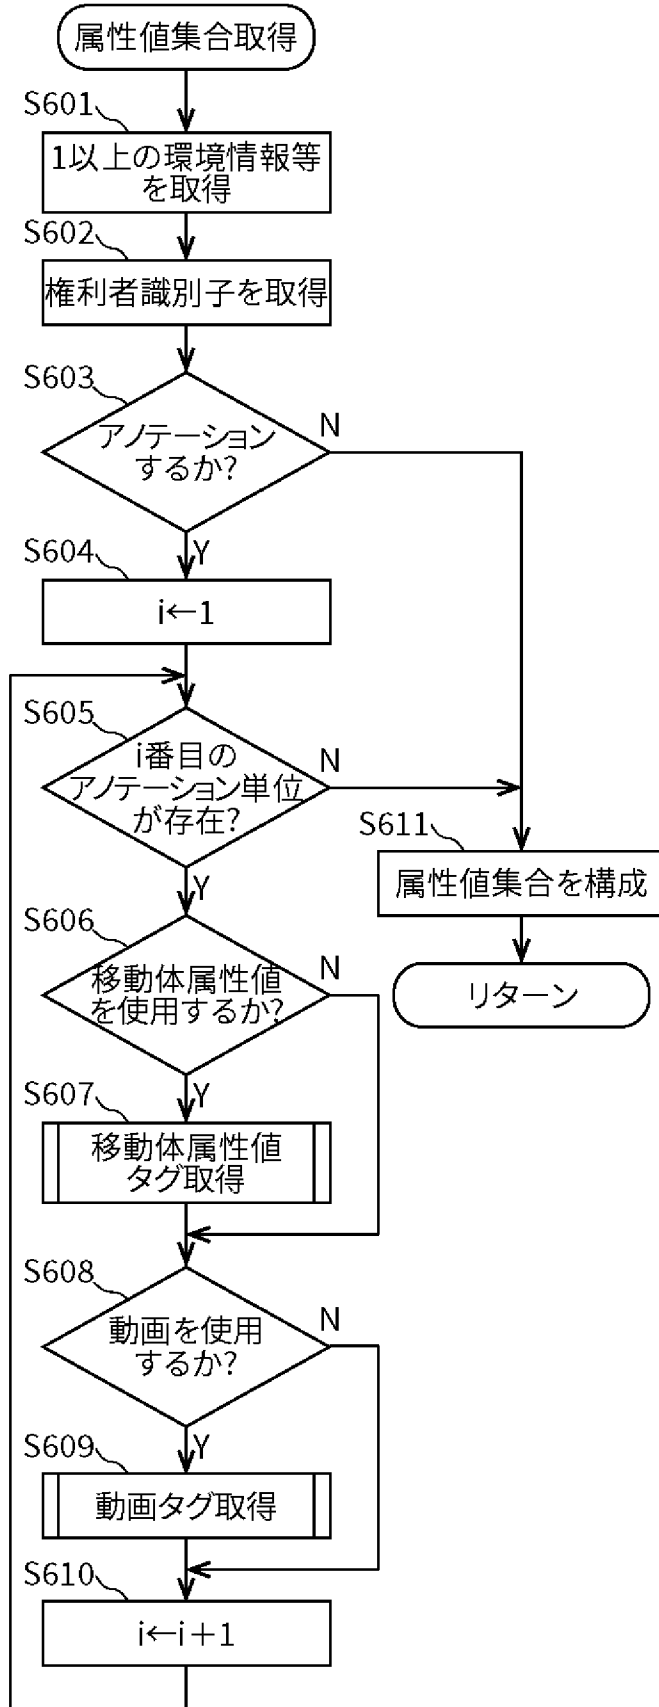 属性値集合取得
S601
1以上の環境情報等
を取得
S602
権利者識別子を取得
S603
アノテーション
するか?
N
Y
S604
i←1
S605
i番目の
アノテーション単位
が存在?
N
Y
S611
属性値集合を構成
リターン
S606
移動体属性値
を使用するか?
N
Y
S607
移動体属性値
タグ取得
S608
動画を使用
するか?
N
Y
S609
動画タグ取得
S610
i←i+1